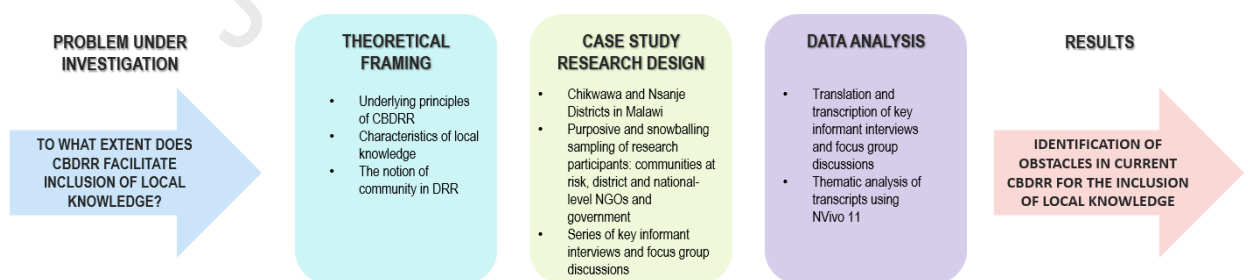 PROBLEM UNDER
INVESTIGATION
TO WHAT EXTENT DOES
CBDRR FACILITATE
INCLUSION OF LOCAL
KNOWLEDGE?
THEORETICAL
FRAMING
• Underlying principles
of CBDRR
• Characteristics of local
knowledge
• The notion of
community in DRR
CASE STUDY
RESEARCH DESIGN
• Chikwawa and Nsanje
Districts in Malawi
• Purposive and snowballing
sampling of research
participants: communities at
risk, district and national-
level NGOs and
government
• Series of key informant
interviews and focus group
discussions
DATA ANALYSIS
• Translation and
transcription of key
informant interviews
and focus group
discussions
• Thematic analysis of
transcripts using
NVivo 11
RESULTS
IDENTIFICATION OF
OBSTACLES IN CURRENT
CBDRR FOR THE INCLUSION
OF LOCAL KNOWLEDGE